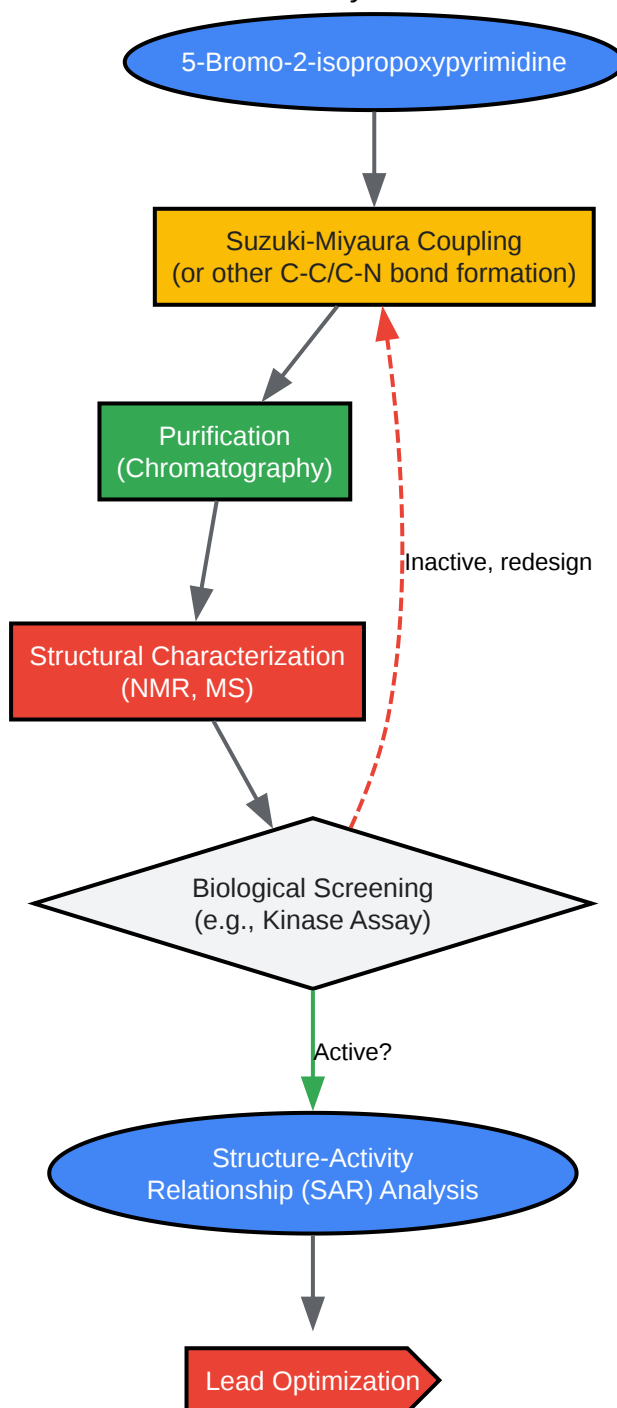 5-Bromo-2-isopropoxypyrimidine
Suzuki-Miyaura Coupling
(or other C-C/C-N bond formation)
Purification
(Chromatography)
Inactive, redesign
Structural Characterization
(NMR, MS)
Biological Screening
(e.g., Kinase Assay)
Active?
Structure-Activity
Relationship (SAR) Analysis
Lead Optimization